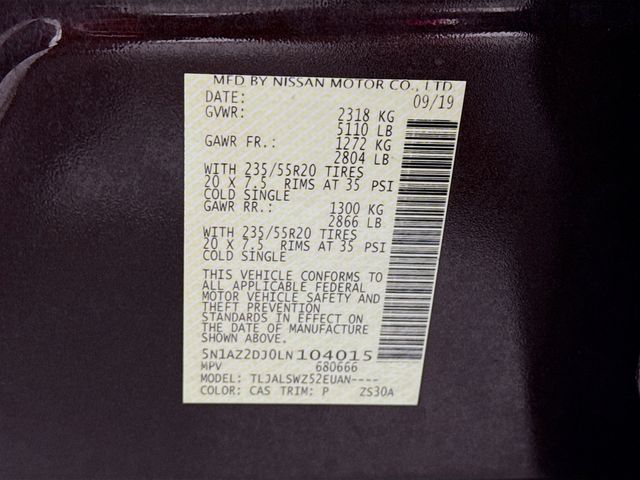 MFD BY NISSAN MOTOR CO., LTD
DATE: 09/19
GVWR: 2318 KG
5110 LB
GAWR FR.: 1272 KG
2804 LB
WITH 235/55R20 TIRES
20 X 7.5 RIMS AT 35 PSI
COLD SINGLE
GAWR RR.: 1300 KG
2866 LB
WITH 235/55R20 TIRES
20 X 7.5 RIMS AT 35 PSI
COLD SINGLE
THIS VEHICLE CONFORMS TO
ALL APPLICABLE FEDERAL
MOTOR VEHICLE SAFETY AND
THEFT PREVENTION
STANDARDS IN EFFECT ON
THE DATE OF MANUFACTURE
SHOWN ABOVE.
5N1AZ2DJ0LN104015
MPV 680666
MODEL: TLJALSWZ52EUAN----
COLOR: CAS TRIM: P ZS30A